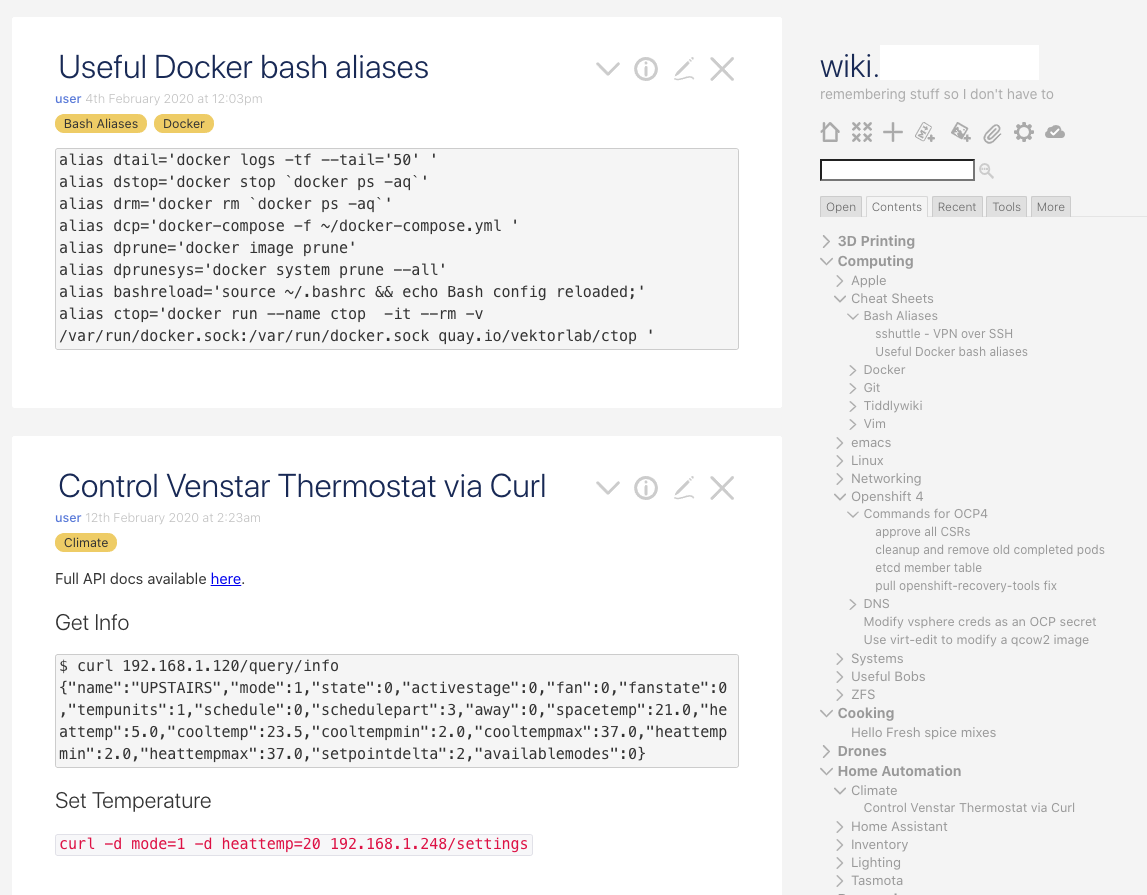 Useful Docker bash aliases
user 4th February 2020 at 12:03pm
Bash Aliases Docker
alias dtail='docker logs -tf --tail='50' '
alias dstop='docker stop `docker ps -aq`'
alias drm='docker rm `docker ps -aq`'
alias dcp='docker-compose -f ~/docker-compose.yml '
alias dprune='docker image prune'
alias dprunesys='docker system prune --all'
alias bashreload='source ~/.bashrc && echo Bash config reloaded;'
alias ctop='docker run --name ctop  -it --rm -v
/var/run/docker.sock:/var/run/docker.sock quay.io/vektorlab/ctop '
Control Venstar Thermostat via Curl
user 12th February 2020 at 2:23am
Climate
Full API docs available here.
Get Info
$ curl 192.168.1.120/query/info
{"name":"UPSTAIRS","mode":1,"state":0,"activestage":0,"fan":0,"fanstate":0
,"tempunits":1,"schedule":0,"schedulepart":3,"away":0,"spacetemp":21.0,"he
attemp":5.0,"cooltemp":23.5,"cooltempmin":2.0,"cooltempmax":37.0,"heattemp
min":2.0,"heattempmax":37.0,"setpointdelta":2,"availablemodes":0}
Set Temperature
curl -d mode=1 -d heattemp=20 192.168.1.248/settings
wiki.
remembering stuff so I don't have to
Open Contents Recent Tools More
3D Printing
Computing
Apple
Cheat Sheets
Bash Aliases
sshuttle - VPN over SSH
Useful Docker bash aliases
Docker
Git
Tiddlywiki
Vim
emacs
Linux
Networking
Openshift 4
Commands for OCP4
approve all CSRs
cleanup and remove old completed pods
etcd member table
pull openshift-recovery-tools fix
DNS
Modify vsphere creds as an OCP secret
Use virt-edit to modify a qcow2 image
Systems
Useful Bobs
ZFS
Cooking
Hello Fresh spice mixes
Drones
Home Automation
Climate
Control Venstar Thermostat via Curl
Home Assistant
Inventory
Lighting
Tasmota